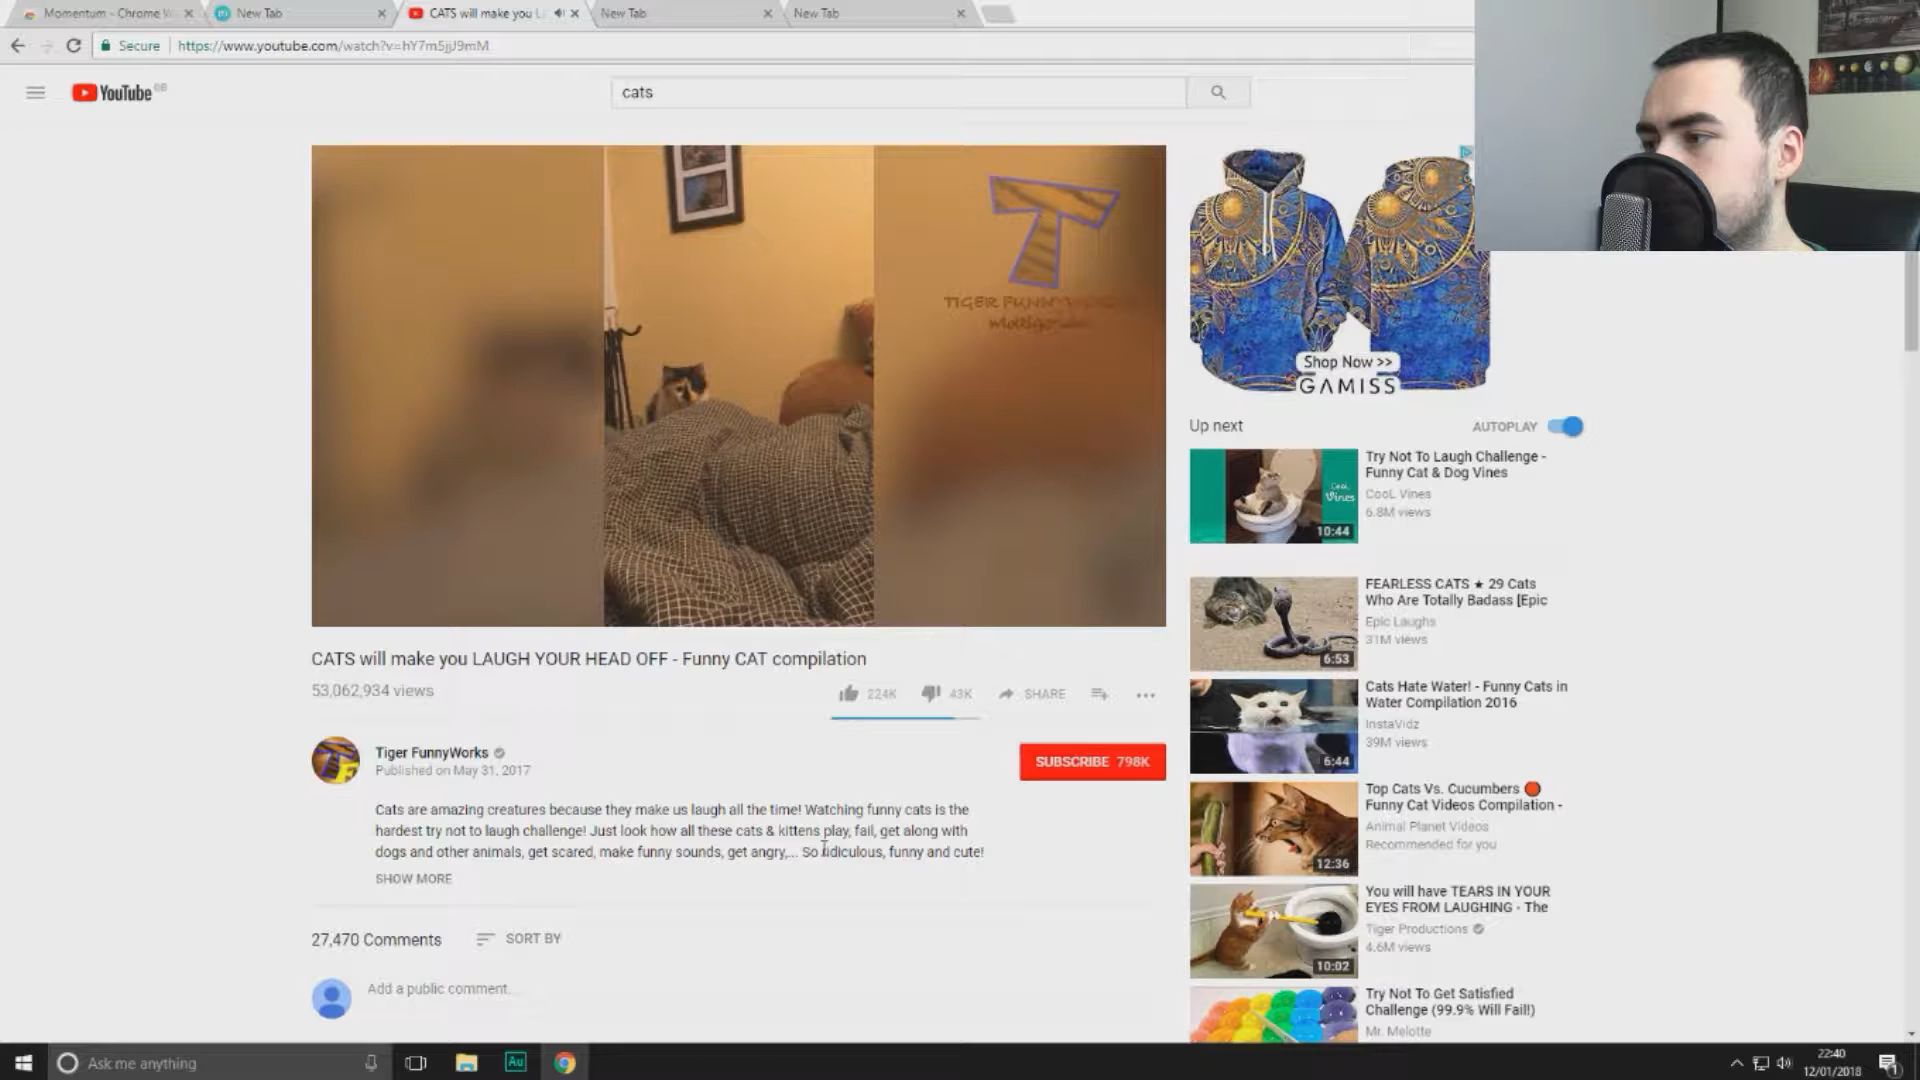 Momentum - Chrome W
New Tab
CATS will make you L
New Tab
New Tab
Secure
https://www.youtube.com/watch?v=hY7m5jjJ9mM
YouTube GB
cats
TIGER FUNNY
Shop Now >>
GAMISS
Up next
AUTOPLAY
CooL Vines
10:44
Try Not To Laugh Challenge -
Funny Cat & Dog Vines
CooL Vines
6.8M views
6:53
FEARLESS CATS ★ 29 Cats
Who Are Totally Badass [Epic
Epic Laughs
31M views
6:44
Cats Hate Water! - Funny Cats in
Water Compilation 2016
InstaVidz
39M views
12:36
Top Cats Vs. Cucumbers 🔴
Funny Cat Videos Compilation -
Animal Planet Videos
Recommended for you
10:02
You will have TEARS IN YOUR
EYES FROM LAUGHING - The
Tiger Productions
4.6M views
Try Not To Get Satisfied
Challenge (99.9% Will Fail!)
Mr. Melotte
CATS will make you LAUGH YOUR HEAD OFF - Funny CAT compilation
53,062,934 views
224K
43K
SHARE
Tiger FunnyWorks
Published on May 31, 2017
SUBSCRIBE 798K
Cats are amazing creatures because they make us laugh all the time! Watching funny cats is the
hardest try not to laugh challenge! Just look how all these cats & kittens play, fail, get along with
dogs and other animals, get scared, make funny sounds, get angry,... So ridiculous, funny and cute!
SHOW MORE
27,470 Comments
SORT BY
Add a public comment...
Ask me anything
Au
22:40
12/01/2018
1